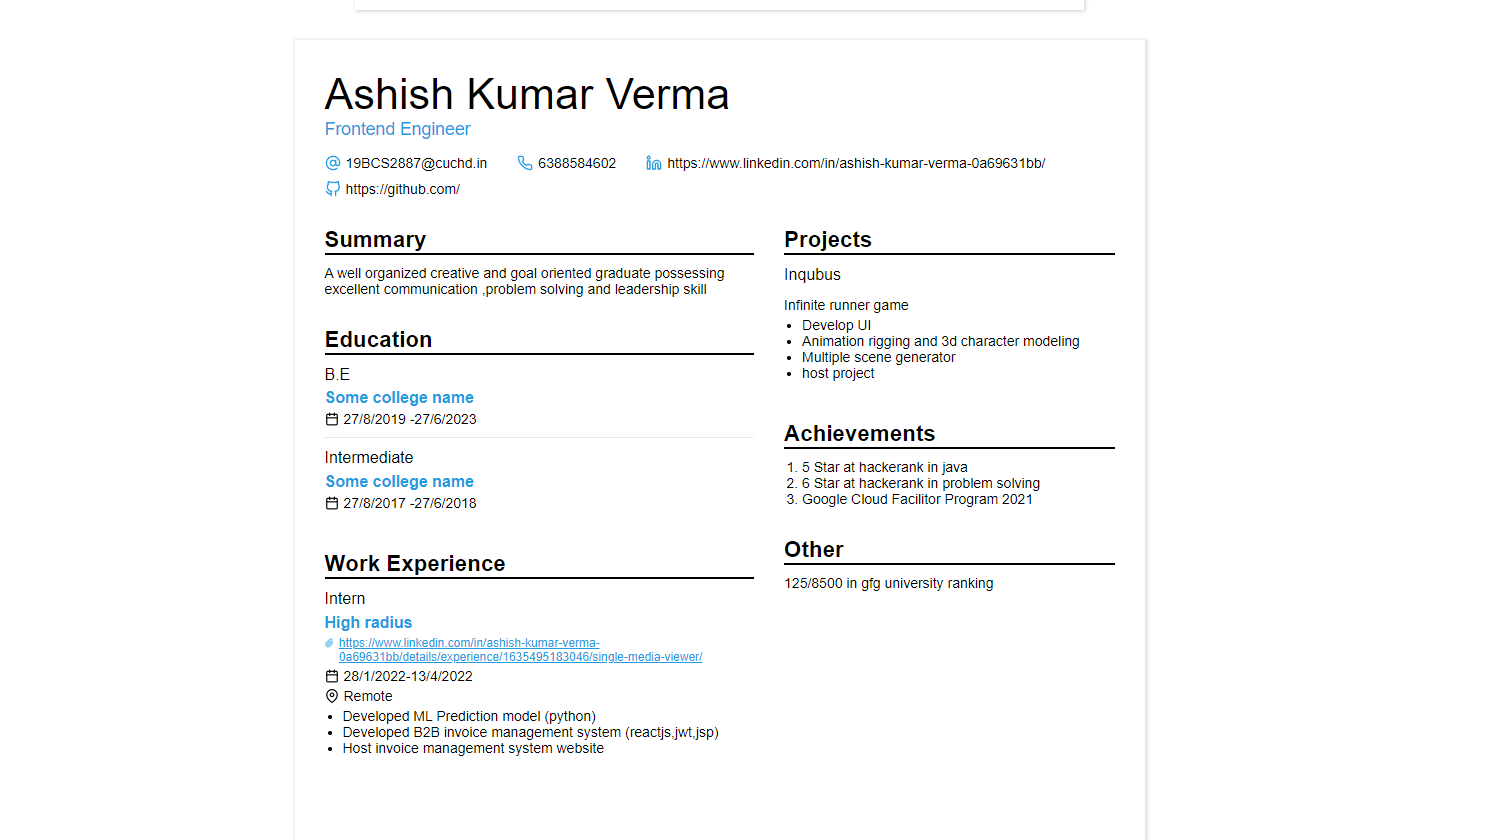 Ashish Kumar Verma
Frontend Engineer
19BCS2887@cuchd.in 6388584602 https://www.linkedin.com/in/ashish-kumar-verma-0a69631bb/
https://github.com/
Summary
A well organized creative and goal oriented graduate possessing
excellent communication ,problem solving and leadership skill
Education
B.E
Some college name
27/8/2019 -27/6/2023
Intermediate
Some college name
27/8/2017 -27/6/2018
Work Experience
Intern
High radius
https://www.linkedin.com/in/ashish-kumar-verma-
0a69631bb/details/experience/1635495183046/single-media-viewer/
28/1/2022-13/4/2022
Remote
• Developed ML Prediction model (python)
• Developed B2B invoice management system (reactjs,jwt,jsp)
• Host invoice management system website
Projects
Inqubus
Infinite runner game
• Develop UI
• Animation rigging and 3d character modeling
• Multiple scene generator
• host project
Achievements
1. 5 Star at hackerank in java
2. 6 Star at hackerank in problem solving
3. Google Cloud Facilitor Program 2021
Other
125/8500 in gfg university ranking